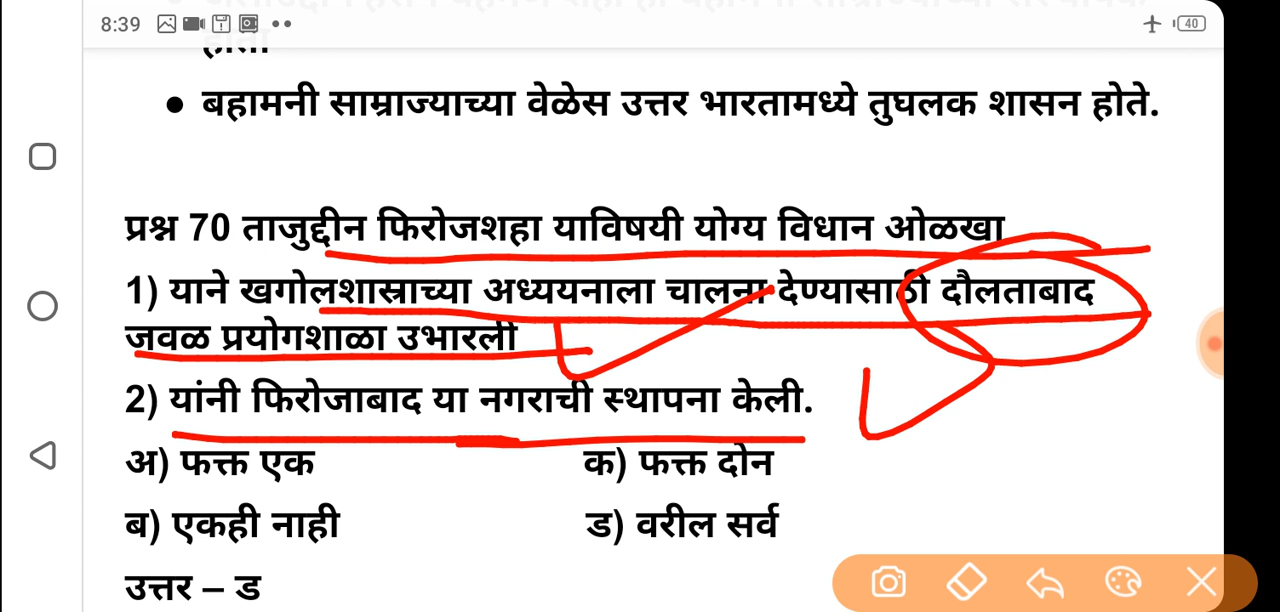 8:39
40
होता
● बहामनी साम्राज्याच्या वेळेस उत्तर भारतामध्ये तुघलक शासन होते.
प्रश्न 70 ताजुद्दीन फिरोजशहा याविषयी योग्य विधान ओळखा
1) याने खगोलशास्राच्या अध्ययनाला चालना देण्यासाठी दौलताबाद
जवळ प्रयोगशाळा उभारली
2) यांनी फिरोजाबाद या नगराची स्थापना केली.
अ) फक्त एक क) फक्त दोन
ब) एकही नाही ड) वरील सर्व
उत्तर – ड